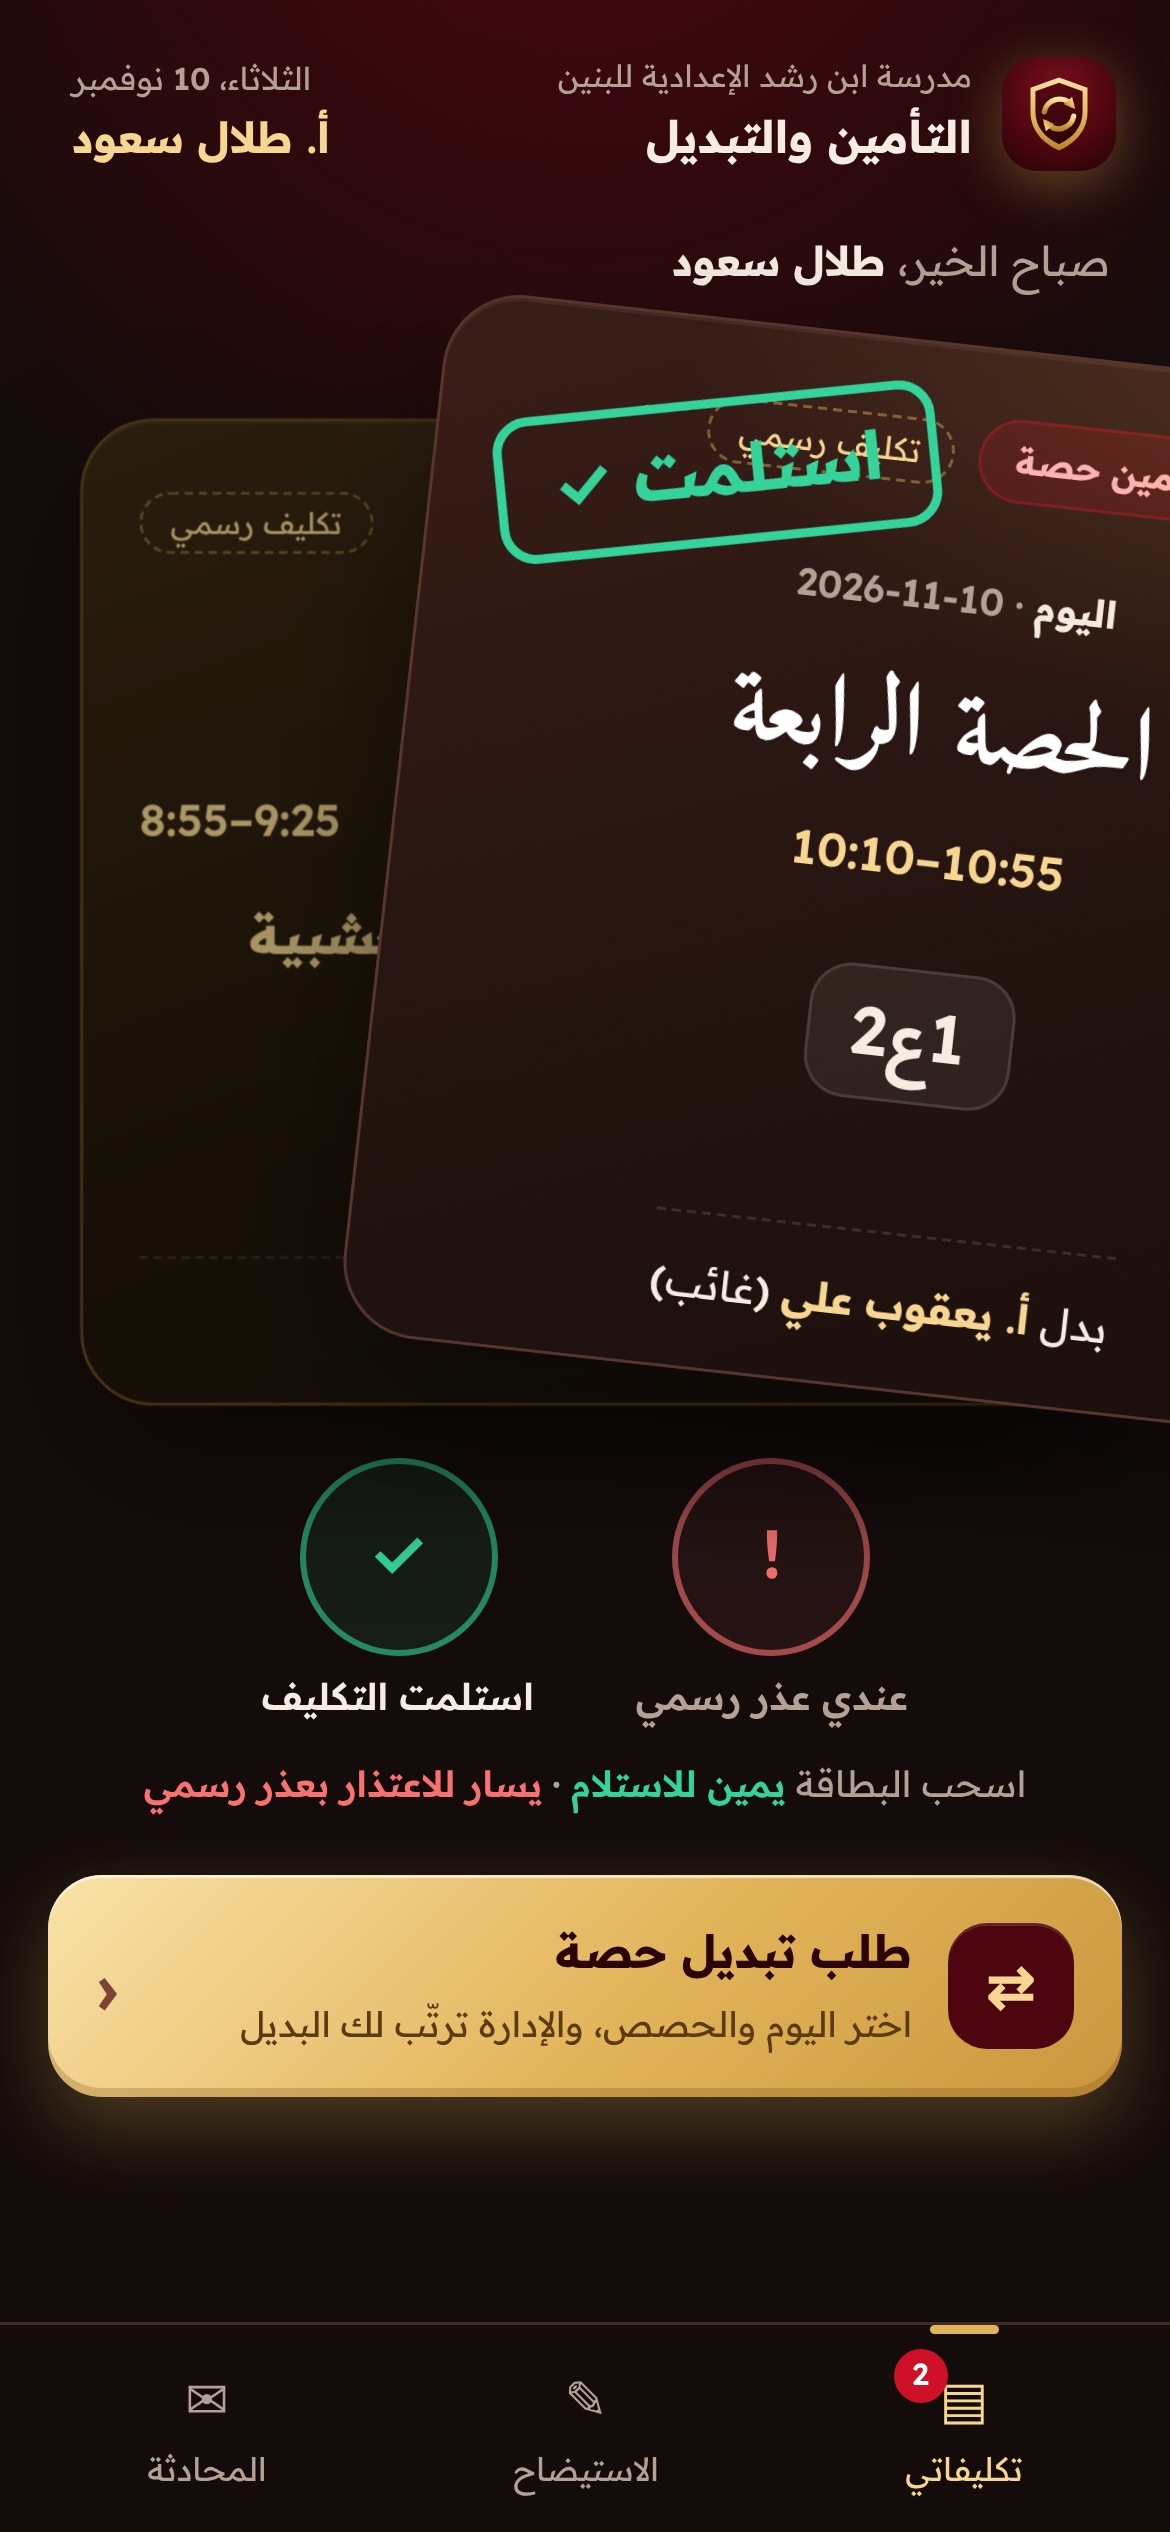 مدرسة ابن رشد الإعدادية للبنين
التأمين والتبديل
الثلاثاء، 10 نوفمبر
أ. طلال سعود
صباح الخير، طلال سعود
تكليف رسمي
استلمت ✓
حصة
اليوم · 2026-11-10
الحصة الرابعة
10:10–10:55
1ع2
بدل أ. يعقوب علي (غائب)
تكليف رسمي
8:55–9:25
!
عندي عذر رسمي
✓
استلمت التكليف
اسحب البطاقة يمين للاستلام · يسار للاعتذار بعذر رسمي
طلب تبديل حصة
اختر اليوم والحصص، والإدارة ترتّب لك البديل
2
تكليفاتي
الاستيضاح
المحادثة